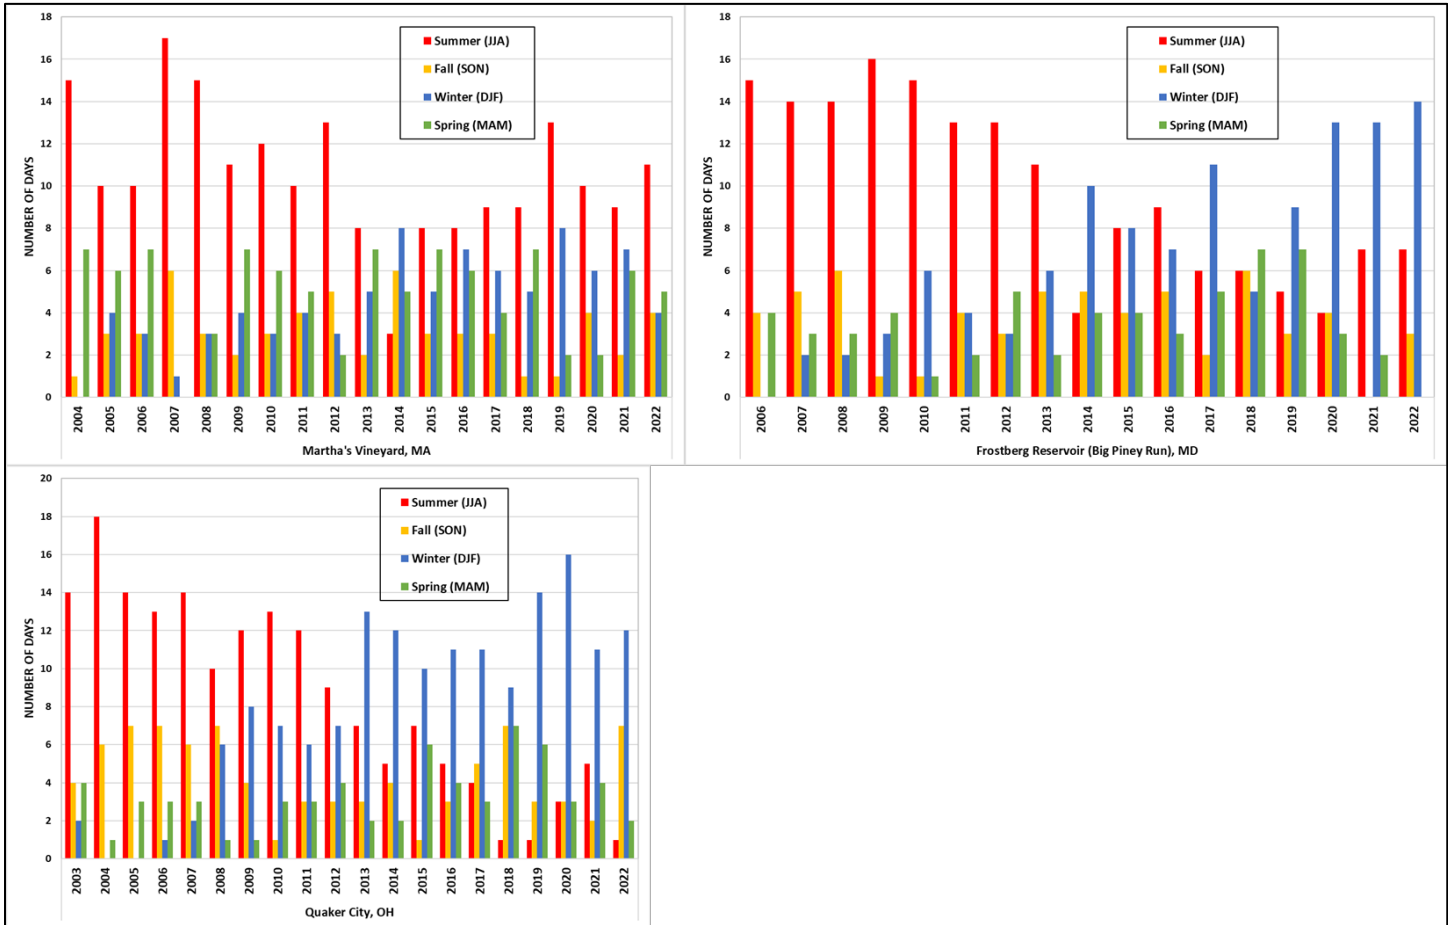 18
16
14
12
10
8
6
4
2
0
NUMBER OF DAYS
Summer (JJA)
Fall (SON)
Winter (DJF)
Spring (MAM)
2004 2005 2006 2007 2008 2009 2010 2011 2012 2013 2014 2015 2016 2017 2018 2019 2020 2021 2022
Martha's Vineyard, MA
18
16
14
12
10
8
6
4
2
0
NUMBER OF DAYS
Summer (JJA)
Fall (SON)
Winter (DJF)
Spring (MAM)
2006 2007 2008 2009 2010 2011 2012 2013 2014 2015 2016 2017 2018 2019 2020 2021 2022
Frostberg Reservoir (Big Piney Run), MD
20
18
16
14
12
10
8
6
4
2
0
NUMBER OF DAYS
Summer (JJA)
Fall (SON)
Winter (DJF)
Spring (MAM)
2003 2004 2005 2006 2007 2008 2009 2010 2011 2012 2013 2014 2015 2016 2017 2018 2019 2020 2021 2022
Quaker City, OH